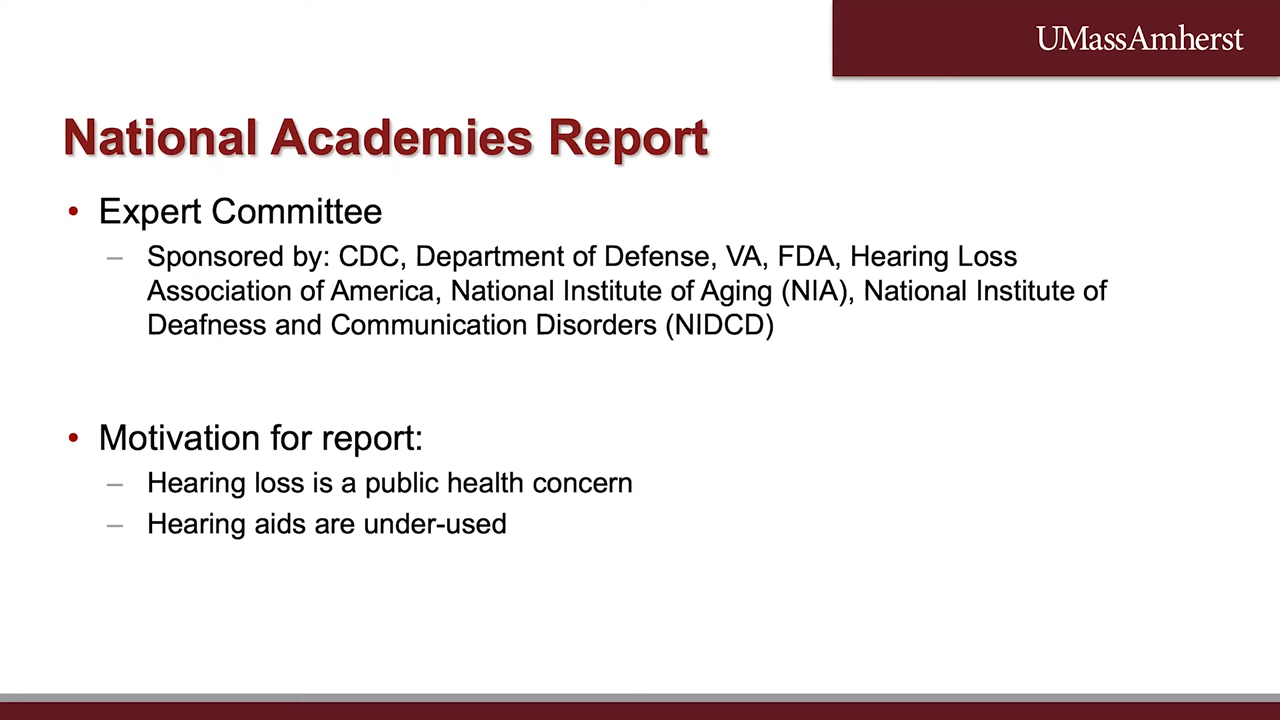 UMassAmherst
National Academies Report
• Expert Committee
– Sponsored by: CDC, Department of Defense, VA, FDA, Hearing Loss
Association of America, National Institute of Aging (NIA), National Institute of
Deafness and Communication Disorders (NIDCD)
• Motivation for report:
– Hearing loss is a public health concern
– Hearing aids are under-used